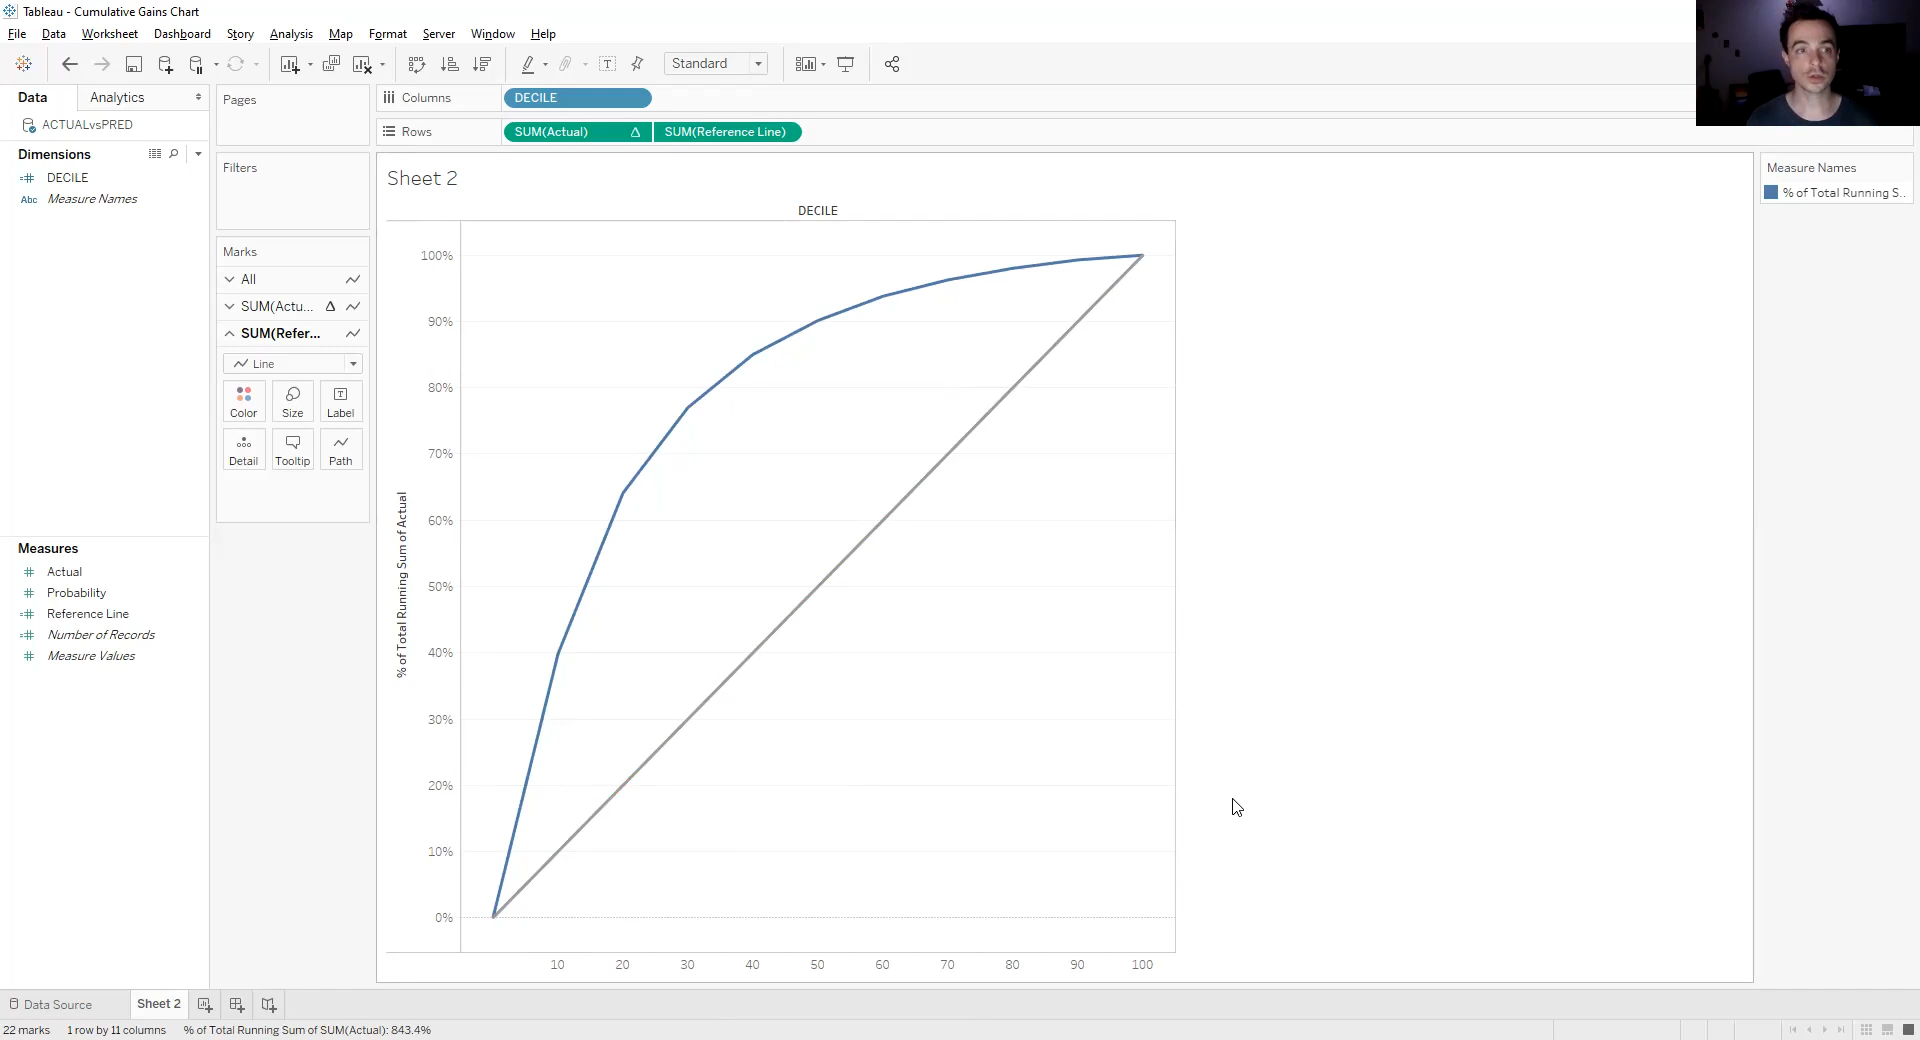 Tableau - Cumulative Gains Chart
File Data Worksheet Dashboard Story Analysis Map Format Server Window Help
Standard
Data Analytics
ACTUALvsPRED
Dimensions
DECILE
Abc Measure Names
Measures
Actual
Probability
Reference Line
Number of Records
Measure Values
Pages
Filters
Marks
All
SUM(Actu... Δ
SUM(Refer...
Line
Color Size Label
Detail Tooltip Path
Columns DECILE
Rows SUM(Actual) Δ SUM(Reference Line)
Sheet 2
DECILE
% of Total Running Sum of Actual
100%
90%
80%
70%
60%
50%
40%
30%
20%
10%
0%
10 20 30 40 50 60 70 80 90 100
Measure Names
% of Total Running S..
Data Source Sheet 2
22 marks 1 row by 11 columns % of Total Running Sum of SUM(Actual): 843.4%